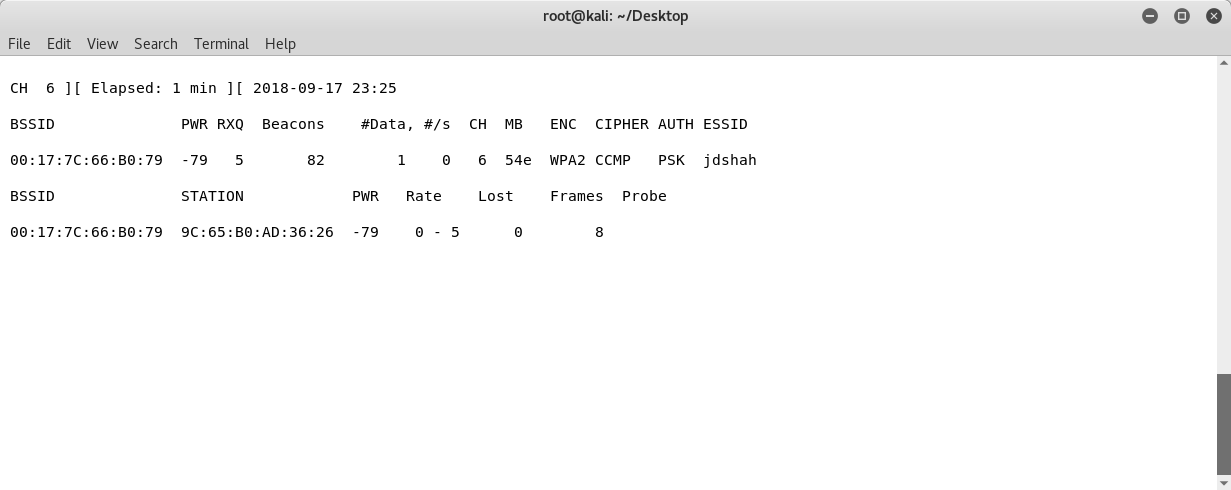 root@kali: ~/Desktop
File Edit View Search Terminal Help
CH  6 ][ Elapsed: 1 min ][ 2018-09-17 23:25
BSSID              PWR RXQ  Beacons    #Data, #/s  CH  MB   ENC  CIPHER AUTH ESSID
00:17:7C:66:B0:79  -79   5       82        1    0   6  54e  WPA2 CCMP   PSK  jdshah
BSSID              STATION            PWR   Rate    Lost    Frames  Probe
00:17:7C:66:B0:79  9C:65:B0:AD:36:26  -79    0 - 5      0        8